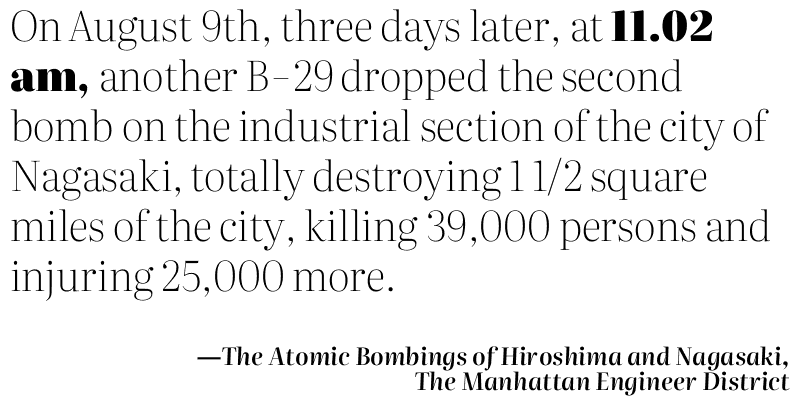 On August 9th, three days later, at 11.02
am, another B-29 dropped the second
bomb on the industrial section of the city of
Nagasaki, totally destroying 1 1/2 square
miles of the city, killing 39,000 persons and
injuring 25,000 more.
—The Atomic Bombings of Hiroshima and Nagasaki,
The Manhattan Engineer District